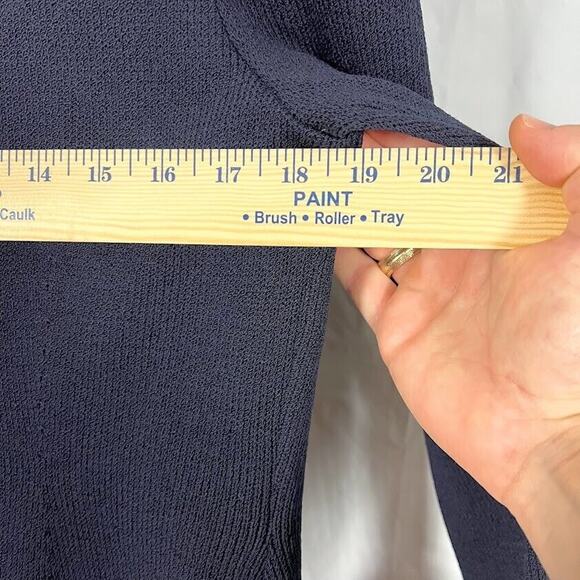 14 15 16 17 18 19 20 21
PAINT
Caulk • Brush • Roller • Tray